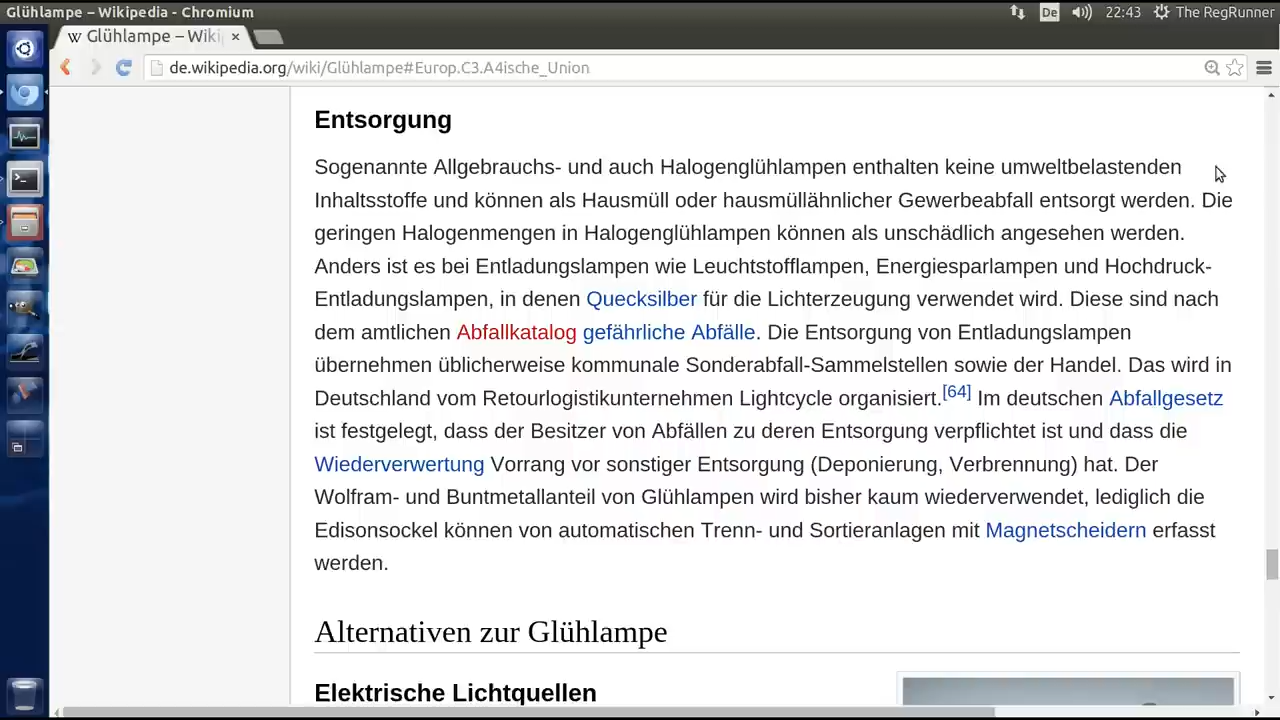 Glühlampe – Wikipedia - Chromium
De
22:43
The RegRunner
W Glühlampe – Wiki
de.wikipedia.org/wiki/Glühlampe#Europ.C3.A4ische_Union
Entsorgung
Sogenannte Allgebrauchs- und auch Halogenglühlampen enthalten keine umweltbelastenden
Inhaltsstoffe und können als Hausmüll oder hausmüllähnlicher Gewerbeabfall entsorgt werden. Die
geringen Halogenmengen in Halogenglühlampen können als unschädlich angesehen werden.
Anders ist es bei Entladungslampen wie Leuchtstofflampen, Energiesparlampen und Hochdruck-
Entladungslampen, in denen Quecksilber für die Lichterzeugung verwendet wird. Diese sind nach
dem amtlichen Abfallkatalog gefährliche Abfälle. Die Entsorgung von Entladungslampen
übernehmen üblicherweise kommunale Sonderabfall-Sammelstellen sowie der Handel. Das wird in
Deutschland vom Retourlogistikunternehmen Lightcycle organisiert.[64] Im deutschen Abfallgesetz
ist festgelegt, dass der Besitzer von Abfällen zu deren Entsorgung verpflichtet ist und dass die
Wiederverwertung Vorrang vor sonstiger Entsorgung (Deponierung, Verbrennung) hat. Der
Wolfram- und Buntmetallanteil von Glühlampen wird bisher kaum wiederverwendet, lediglich die
Edisonsockel können von automatischen Trenn- und Sortieranlagen mit Magnetscheidern erfasst
werden.
Alternativen zur Glühlampe
Elektrische Lichtquellen